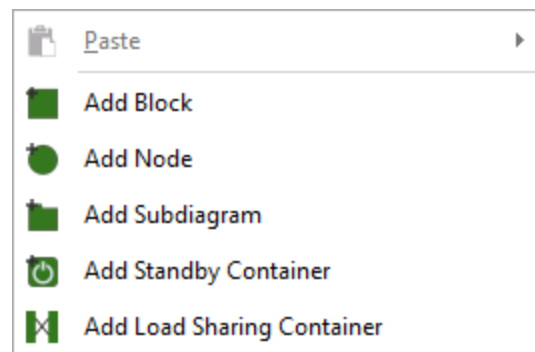 Paste
Add Block
Add Node
Add Subdiagram
Add Standby Container
Add Load Sharing Container